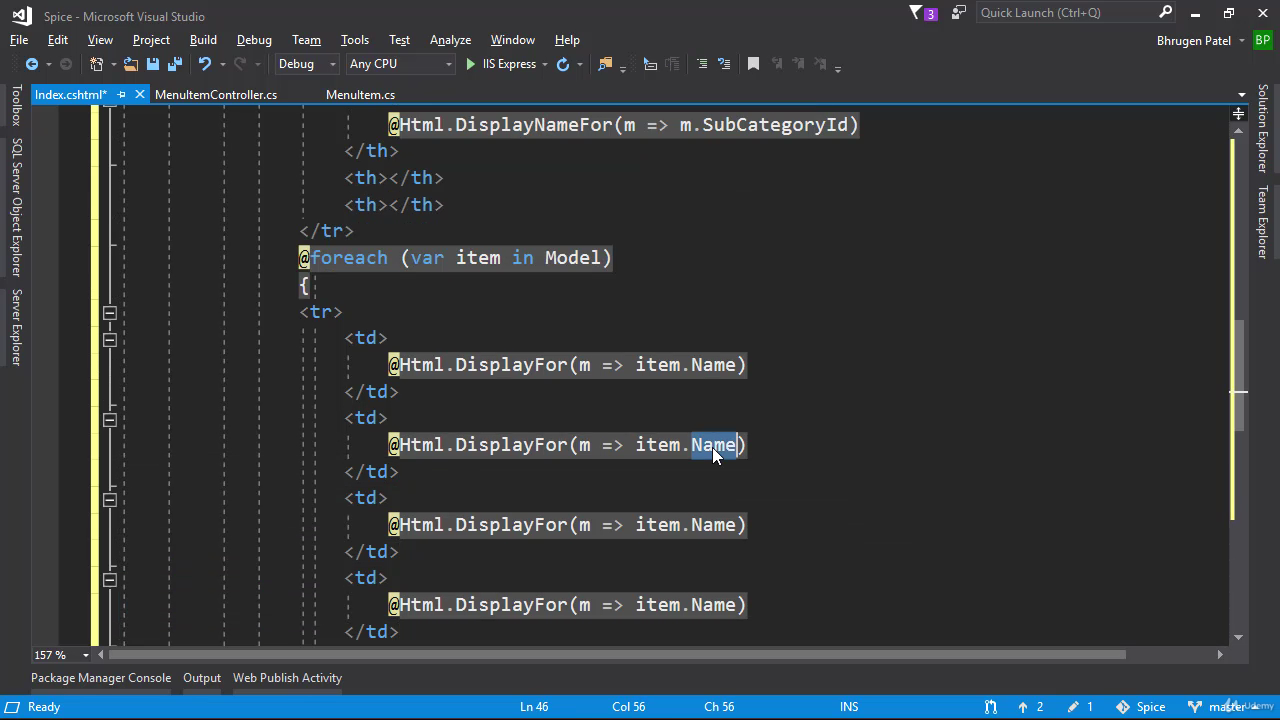 Spice - Microsoft Visual Studio
3
Quick Launch (Ctrl+Q)
File Edit View Project Build Debug Team Tools Test Analyze Window Help
Bhrugen Patel BP
Debug Any CPU IIS Express
Index.cshtml* MenuItemController.cs MenuItem.cs
Toolbox
SQL Server Object Explorer
Server Explorer
Solution Explorer
Team Explorer
@Html.DisplayNameFor(m => m.SubCategoryId)
</th>
<th></th>
<th></th>
</tr>
@foreach (var item in Model)
{
<tr>
<td>
@Html.DisplayFor(m => item.Name)
</td>
<td>
@Html.DisplayFor(m => item.Name)
</td>
<td>
@Html.DisplayFor(m => item.Name)
</td>
<td>
@Html.DisplayFor(m => item.Name)
</td>
157 %
Package Manager Console Output Web Publish Activity
Ready Ln 46 Col 56 Ch 56 INS 2 1 Spice master
Udemy